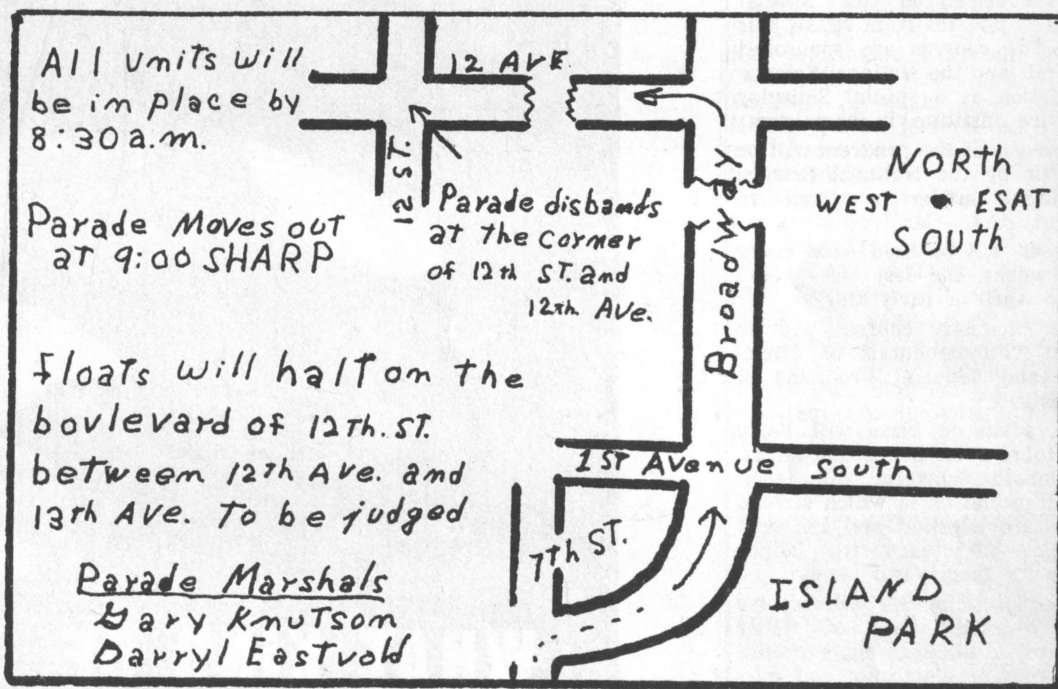 All units will
be in place by
8:30a.m.
Parade Moves out
at 9:00 SHARP
Floats will halt on the
boulevard of 12Th. ST.
between 12Th Ave. and
13th Ave. To be judged
Parade Marshals
Gary Knutsom
Darryl Eastvold
12 AVE.
12 ST.
Parade disbands
at the corner
of 12th ST. and
12th Ave.
Broadway
NORTH
WEST ESAT
SOUTH
1ST Avenue South
7th ST.
ISLAND
PARK